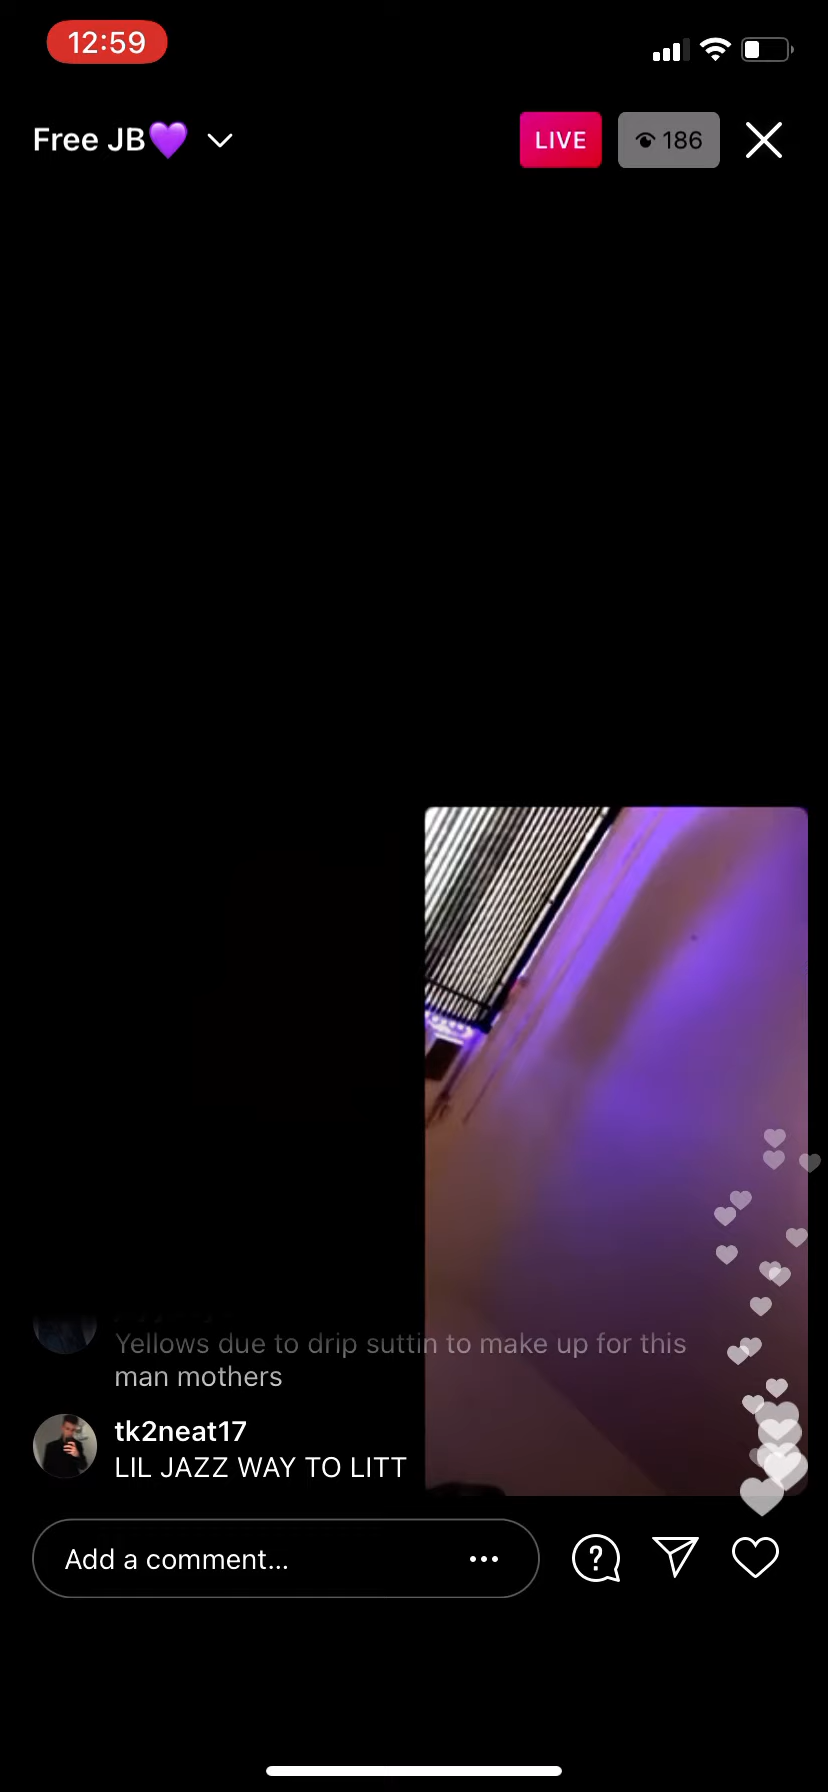 12:59
Free JB💜
LIVE
186
Yellows due to drip suttin to make up for this
man mothers
tk2neat17
LIL JAZZ WAY TO LITT
Add a comment...